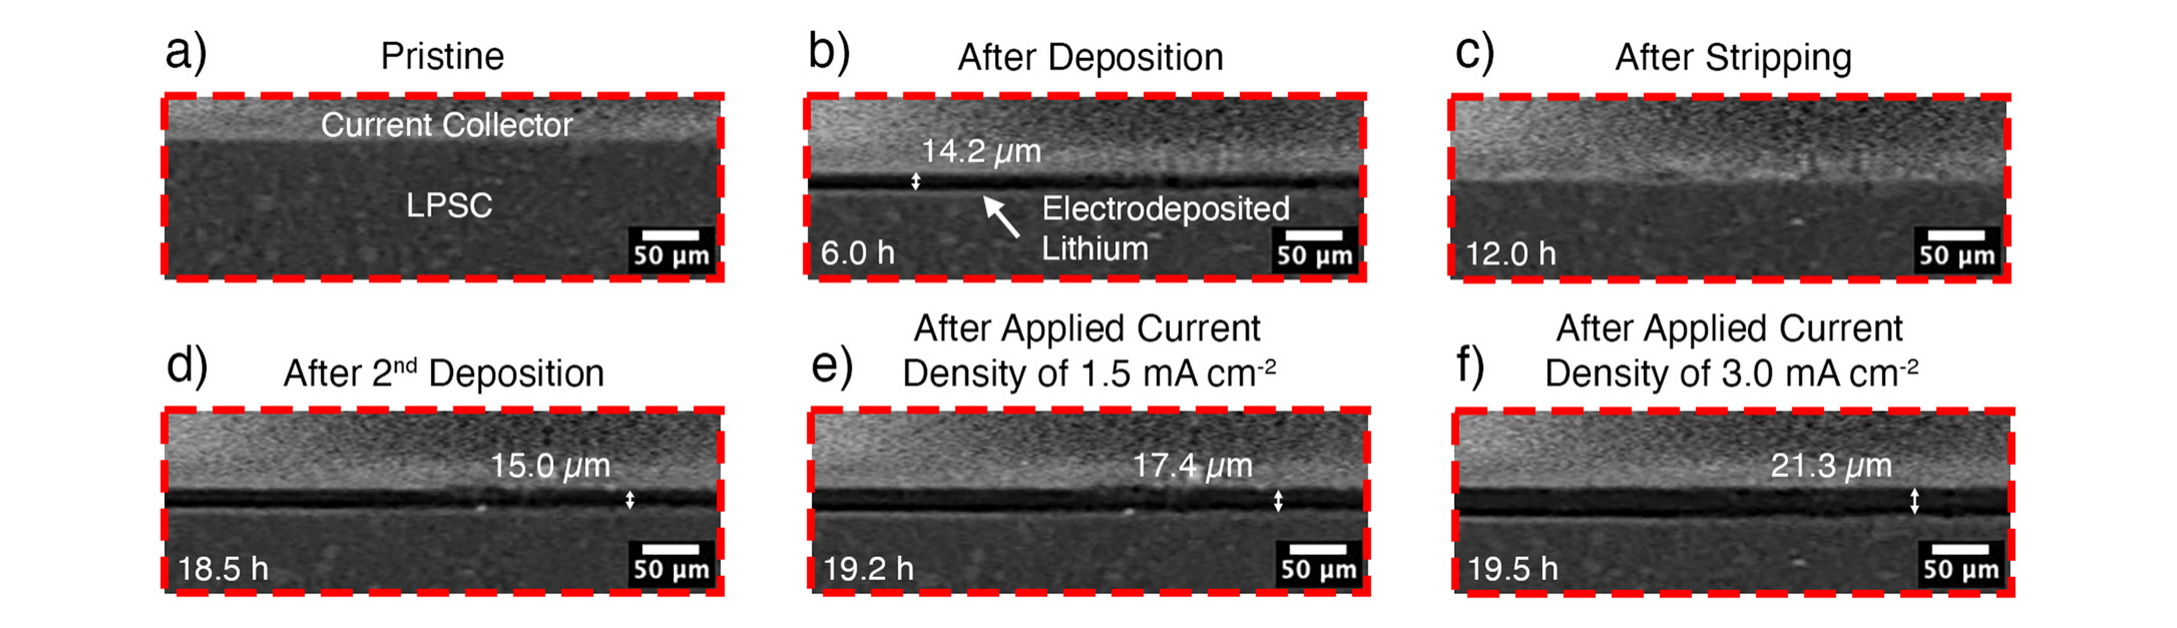 a)
Pristine
Current Collector
LPSC
50 µm
b)
After Deposition
14.2 µm
Electrodeposited
Lithium
6.0 h
50 µm
c)
After Stripping
12.0 h
50 µm
d)
After 2nd Deposition
15.0 µm
18.5 h
50 µm
e)
After Applied Current
Density of 1.5 mA cm-2
17.4 µm
19.2 h
50 µm
f)
After Applied Current
Density of 3.0 mA cm-2
21.3 µm
19.5 h
50 µm